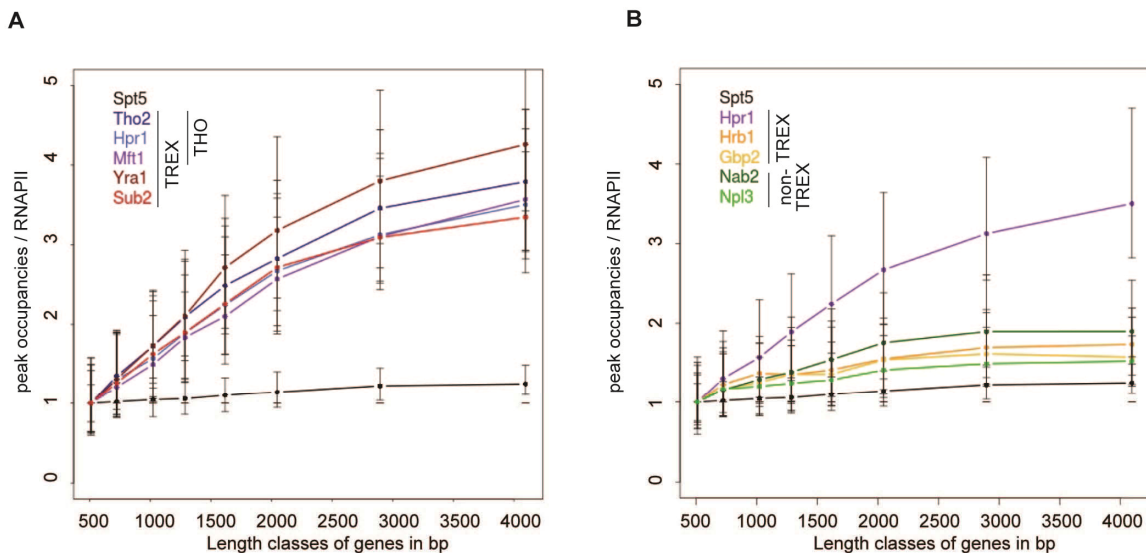 A
peak occupancies / RNAPII
5
4
3
2
1
0
Spt5
Tho2
Hpr1
Mft1
Yra1
Sub2
TREX
THO
500 1000 1500 2000 2500 3000 3500 4000
Length classes of genes in bp
B
peak occupancies / RNAPII
5
4
3
2
1
0
Spt5
Hpr1
Hrb1
Gbp2
Nab2
Npl3
TREX
non-
TREX
500 1000 1500 2000 2500 3000 3500 4000
Length classes of genes in bp